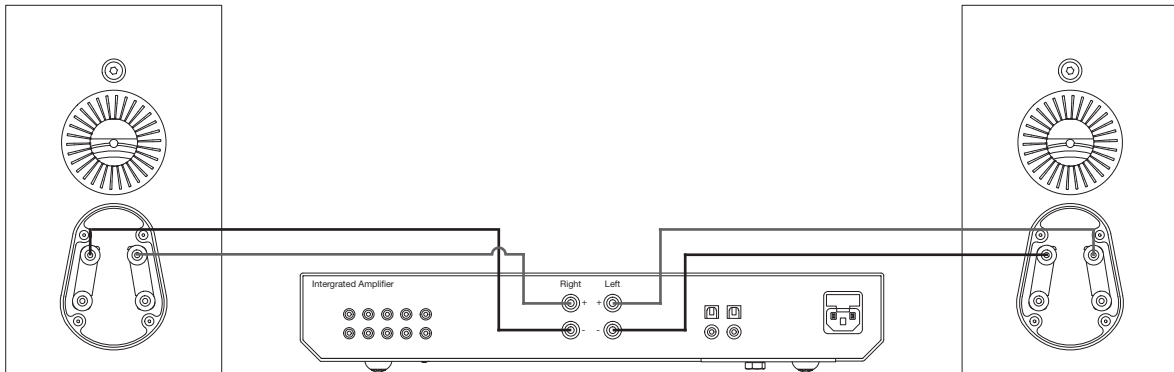 Intergrated Amplifier Right Left
+ +
- -